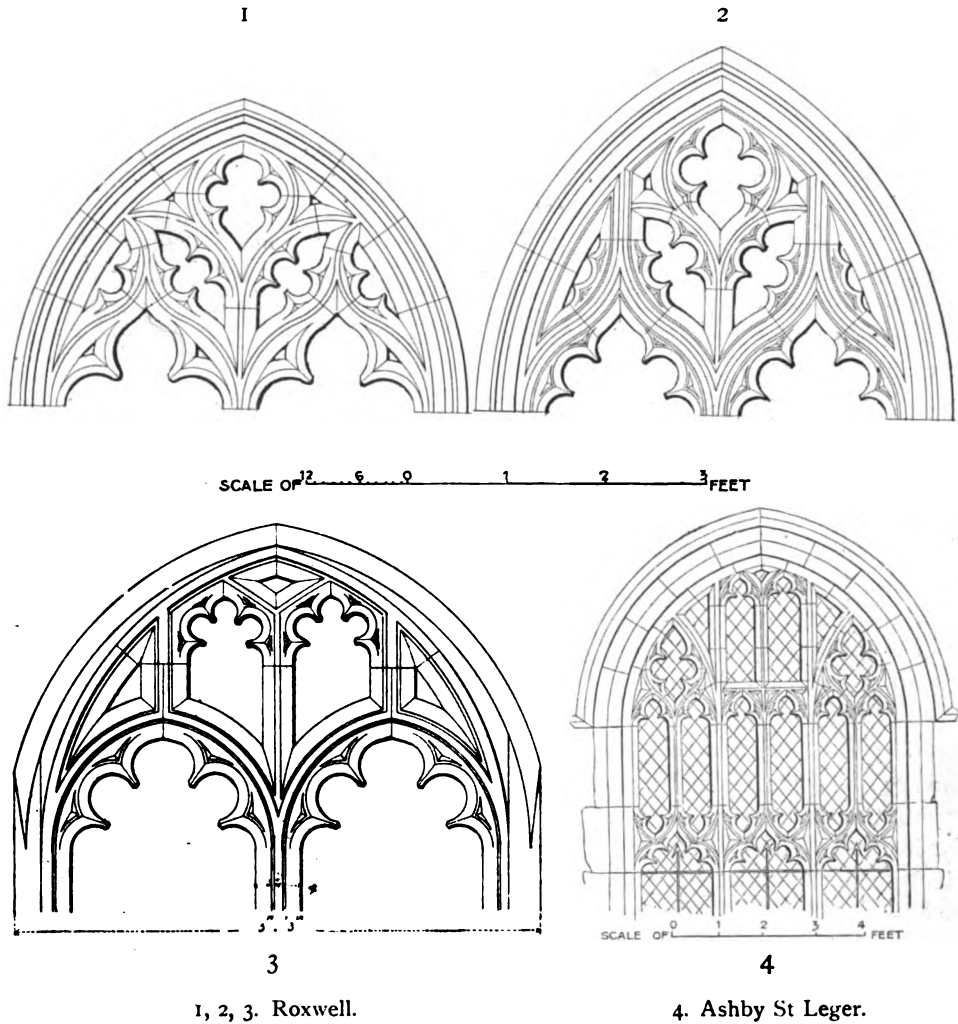 1 2
SCALE OF 12 6 0 1 2 3 FEET
3" 3"
SCALE OF 0 1 2 3 4 FEET
3 4
1, 2, 3. Roxwell. 4. Ashby St Leger.